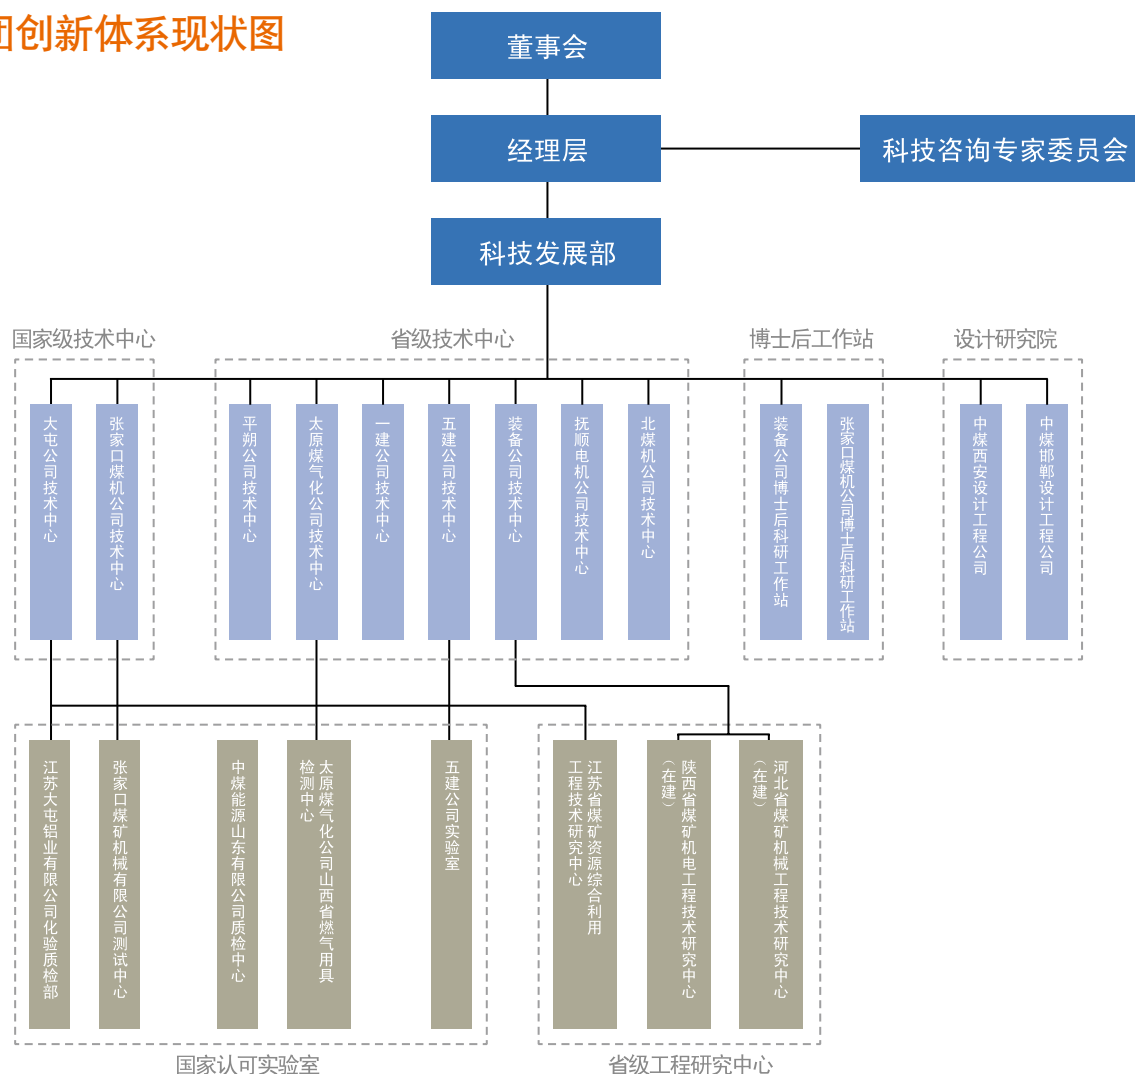 团创新体系现状图
董事会
经理层
科技咨询专家委员会
科技发展部
国家级技术中心
省级技术中心
博士后工作站
设计研究院
大屯公司技术中心
张家口煤机公司技术中心
平朔公司技术中心
太原煤气化公司技术中心
一建公司技术中心
五建公司技术中心
装备公司技术中心
抚顺电机公司技术中心
北煤机公司技术中心
装备公司博士后科研工作站
张家口煤机公司博士后科研工作站
中煤西安设计工程公司
中煤邯郸设计工程公司
江苏大屯铝业有限公司化验质检部
张家口煤矿机械有限公司测试中心
中煤能源山东有限公司质检中心
太原煤气化公司山西省燃气用具
检测中心
五建公司实验室
江苏省煤矿资源综合利用
工程技术研究中心
陕西省煤矿机电工程技术研究中心
（在建）
河北省煤矿机械工程技术研究中心
（在建）
国家认可实验室
省级工程研究中心